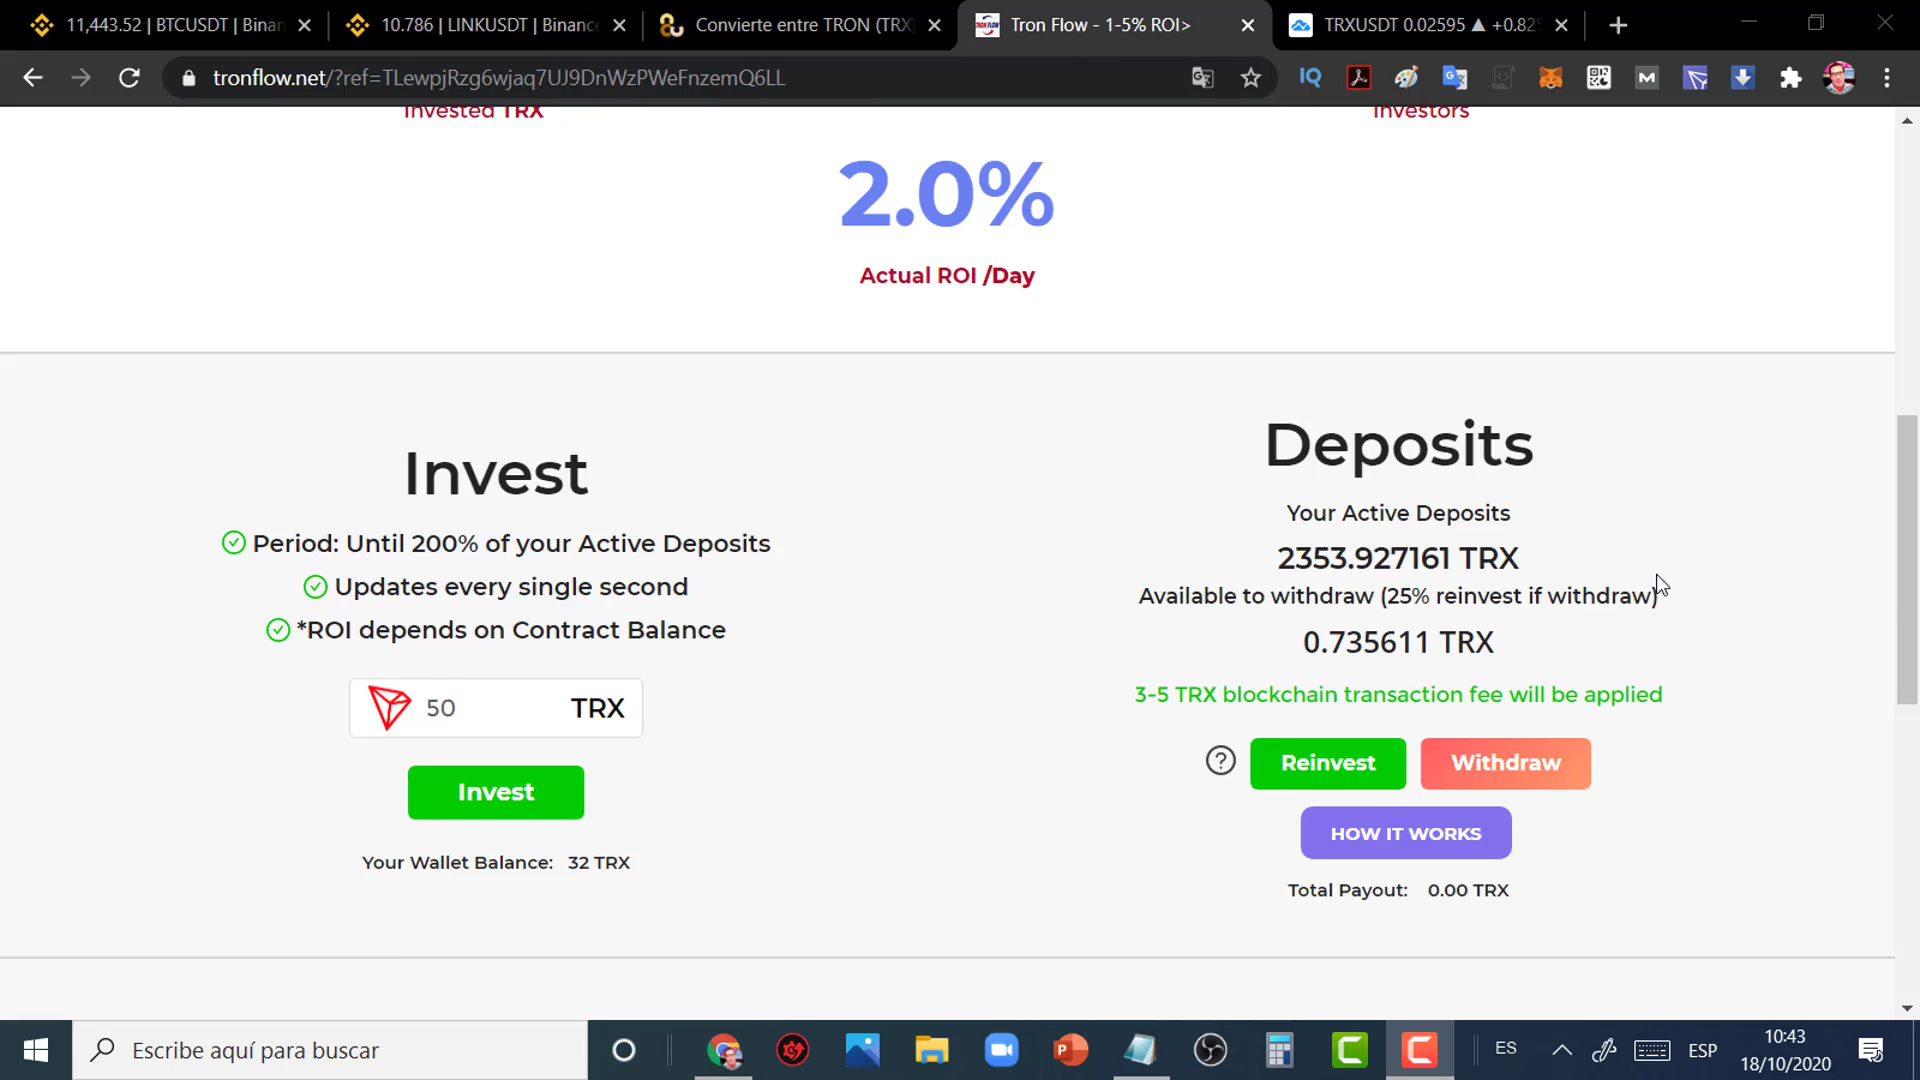 11,443.52 | BTCUSDT | Binan
10.786 | LINKUSDT | Binance
Convierte entre TRON (TRX)
Tron Flow - 1-5% ROI>
TRXUSDT 0.02595 ▲ +0.82%
tronflow.net/?ref=TLewpjRzg6wjaq7UJ9DnWzPWeFnzemQ6LL
Invested TRX
Investors
2.0%
Actual ROI /Day
Invest
Period: Until 200% of your Active Deposits
Updates every single second
*ROI depends on Contract Balance
50 TRX
Invest
Your Wallet Balance: 32 TRX
Deposits
Your Active Deposits
2353.927161 TRX
Available to withdraw (25% reinvest if withdraw)
0.735611 TRX
3-5 TRX blockchain transaction fee will be applied
Reinvest
Withdraw
HOW IT WORKS
Total Payout: 0.00 TRX
Escribe aquí para buscar
ES
ESP
10:43
18/10/2020